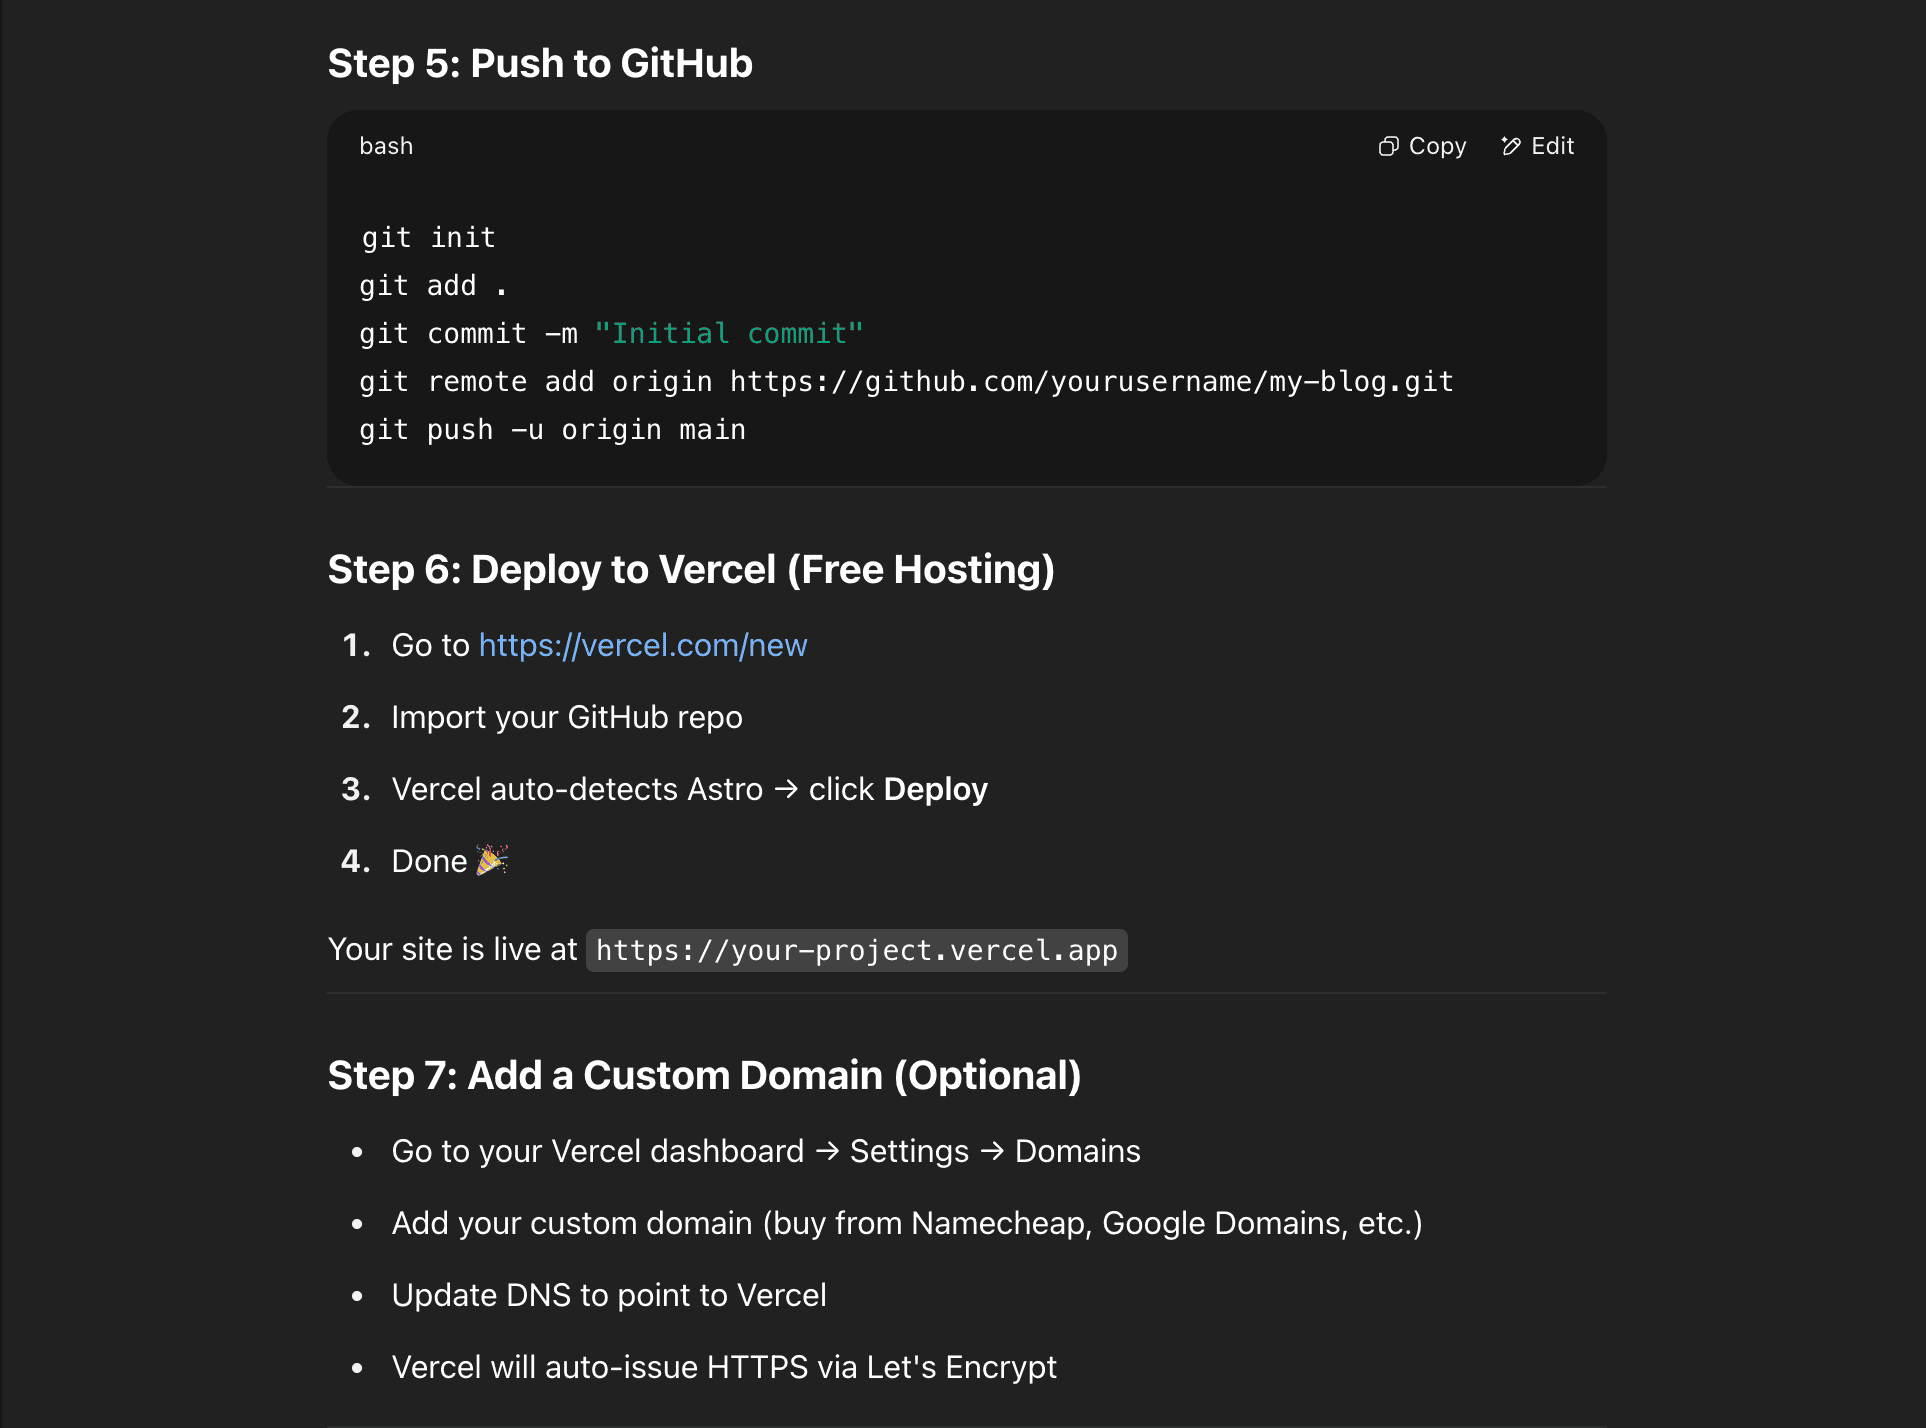 Step 5: Push to GitHub
bash
Copy
Edit
git init
git add .
git commit -m "Initial commit"
git remote add origin https://github.com/yourusername/my-blog.git
git push -u origin main
Step 6: Deploy to Vercel (Free Hosting)
1. Go to https://vercel.com/new
2. Import your GitHub repo
3. Vercel auto-detects Astro → click Deploy
4. Done 🎉
Your site is live at https://your-project.vercel.app
Step 7: Add a Custom Domain (Optional)
• Go to your Vercel dashboard → Settings → Domains
• Add your custom domain (buy from Namecheap, Google Domains, etc.)
• Update DNS to point to Vercel
• Vercel will auto-issue HTTPS via Let's Encrypt